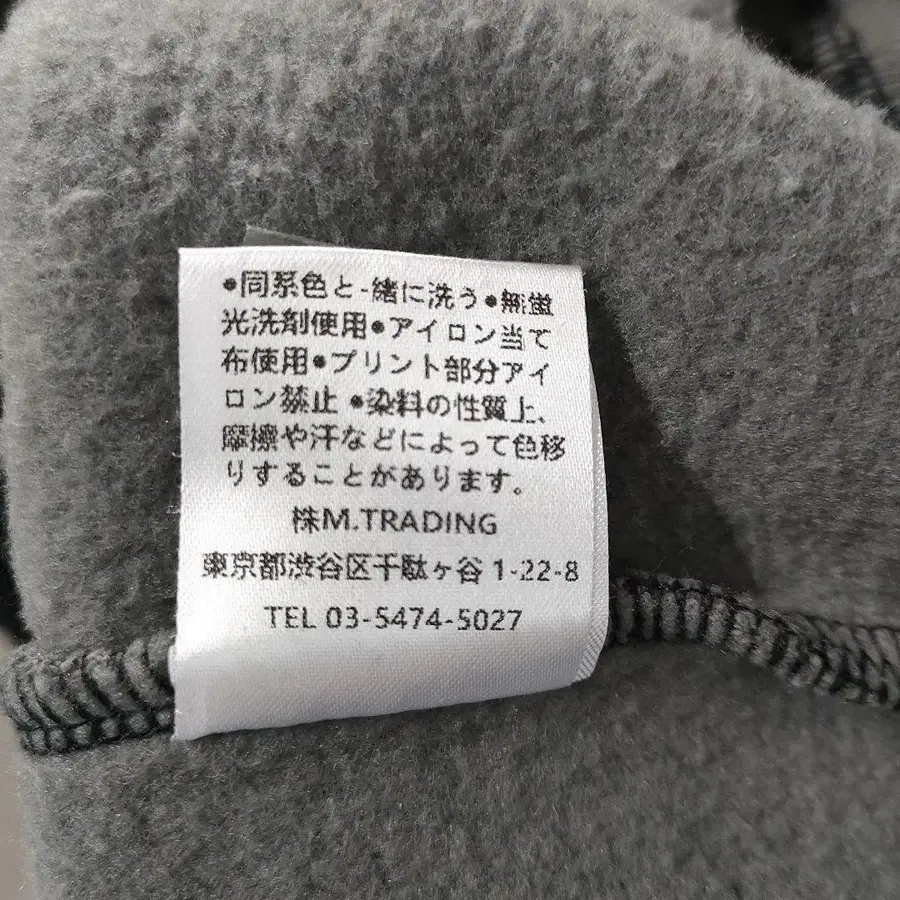 ●同系色と-緒に洗う●無蛍
光洗剤使用●アイロン当て
布使用●プリント部分アイ
ロン禁止 ●染料の性質上、
摩擦や汗などによって色移
りすることがあります。
株M.TRADING
東京都渋谷区千駄ヶ谷 1-22-8
TEL 03-5474-5027